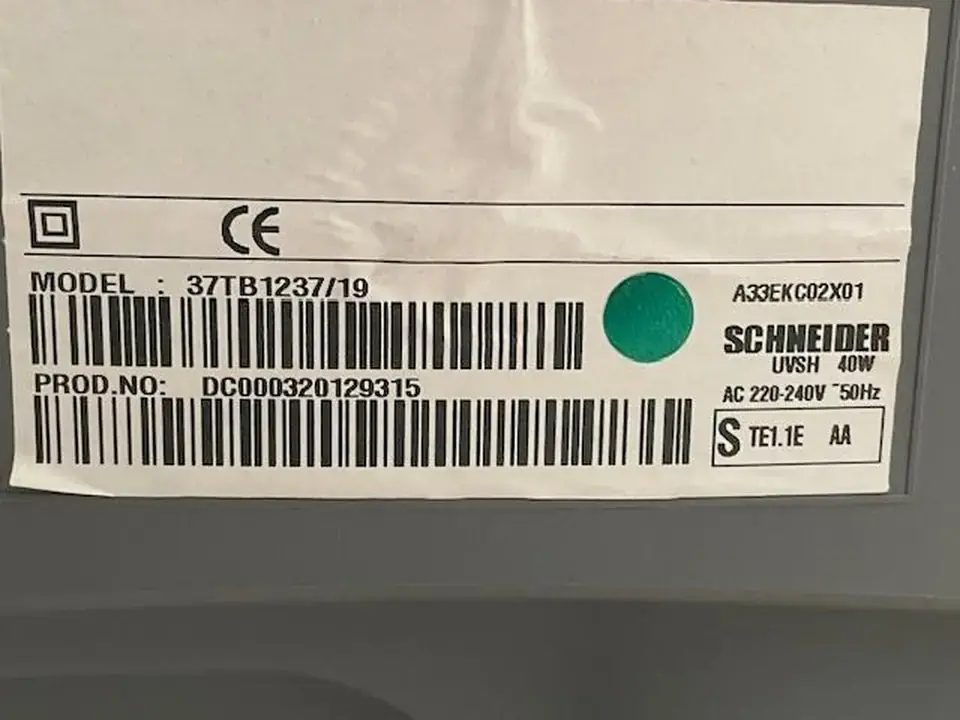 CE
MODEL : 37TB1237/19
PROD.NO: DC000320129315
A33EKC02X01
SCHNEIDER
UVSH 40W
AC 220-240V ~50Hz
S TE1.1E AA